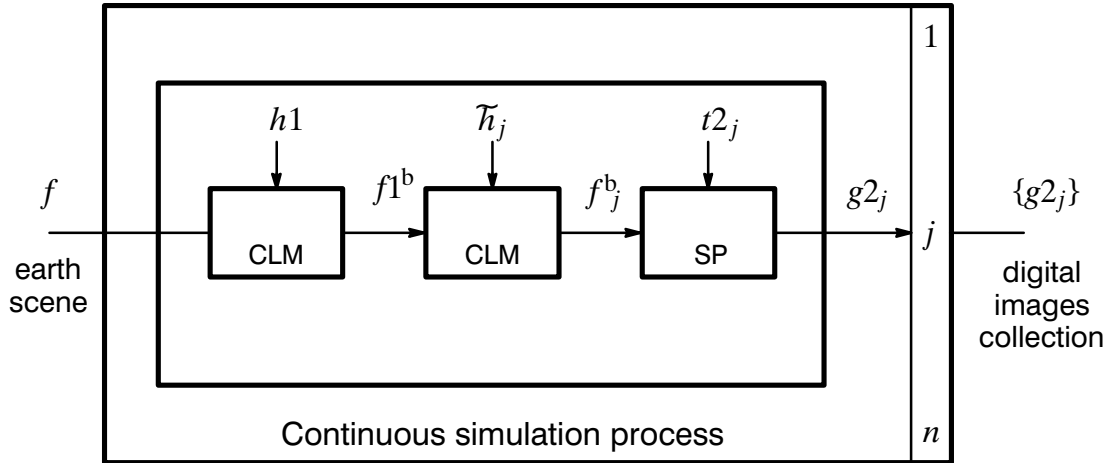 1
h1 h̃_j t2_j
f f1^b f^b_j g2_j {g2_j}
CLM CLM SP j
earth
scene
digital
images
collection
Continuous simulation process n